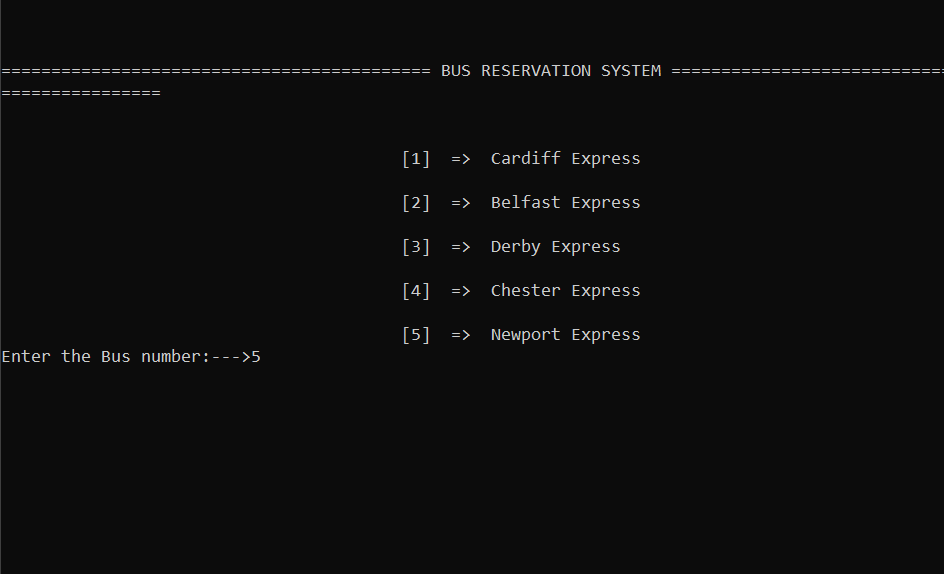 =========================================== BUS RESERVATION SYSTEM ============================
================
[1]  =>  Cardiff Express
[2]  =>  Belfast Express
[3]  =>  Derby Express
[4]  =>  Chester Express
[5]  =>  Newport Express
Enter the Bus number:--->5